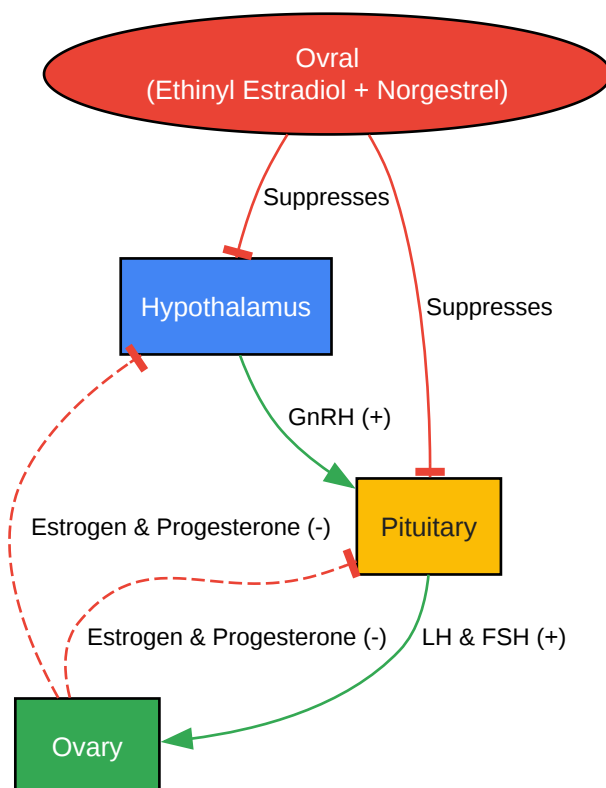 Ovral
(Ethinyl Estradiol + Norgestrel)
Suppresses
Hypothalamus
Suppresses
GnRH (+)
Estrogen & Progesterone (-)
Pituitary
Estrogen & Progesterone (-)
LH & FSH (+)
Ovary